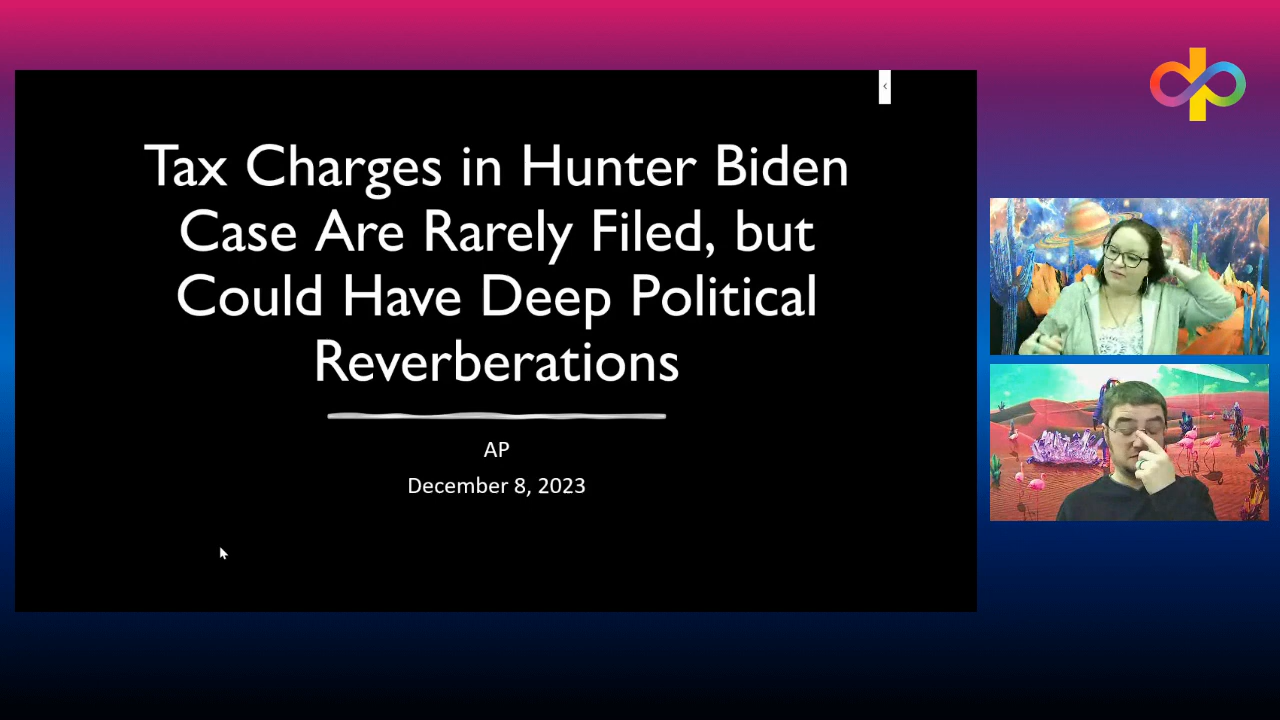 Tax Charges in Hunter Biden
Case Are Rarely Filed, but
Could Have Deep Political
Reverberations
AP
December 8, 2023